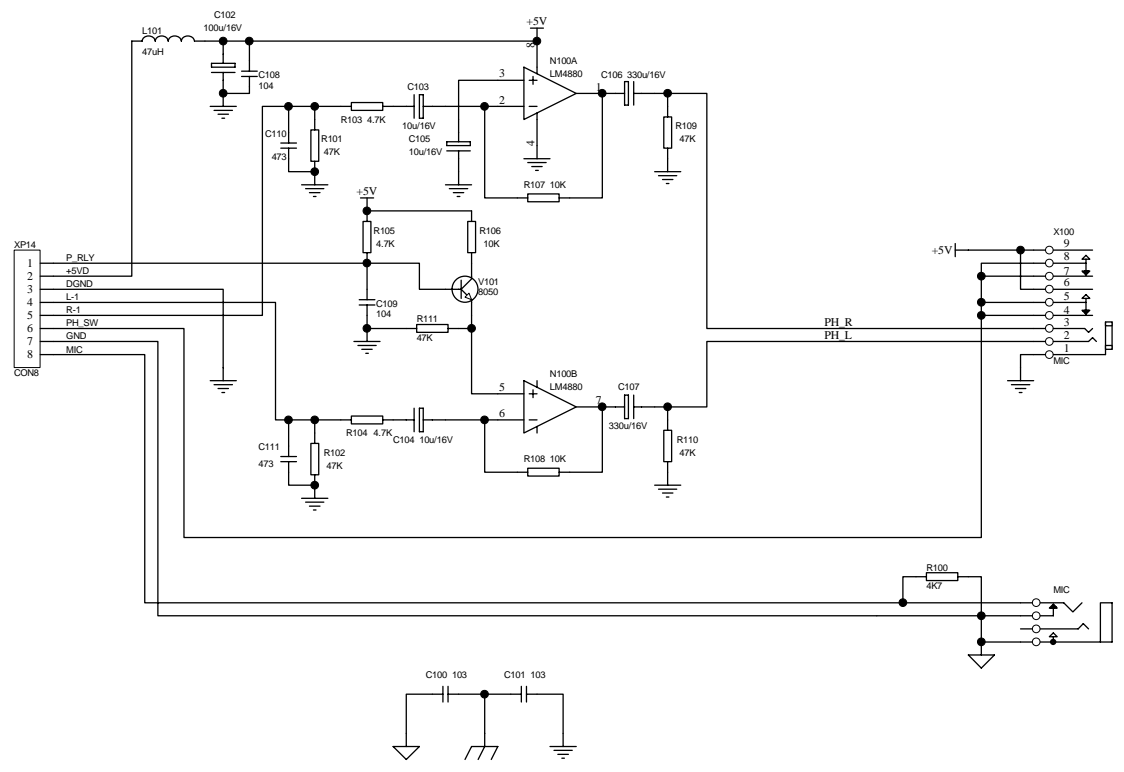 C102
100u/16V
L101
47uH
C108
104
+5V
8
N100A
LM4880
3
2
1
4
C106 330u/16V
C103
10u/16V
R103 4.7K
C105
10u/16V
C110
473
R101
47K
R109
47K
R107 10K
+5V
R105
4.7K
R106
10K
V101
8050
C109
104
R111
47K
XP14
1 P_RLY
2 +5VD
3 DGND
4 L-1
5 R-1
6 PH_SW
7 GND
8 MIC
CON8
X100
+5V
9
8
7
6
5
4
3
2
1
MIC
PH_R
PH_L
N100B
LM4880
5
6
7
C107
330u/16V
R104 4.7K
C104 10u/16V
C111
473
R102
47K
R108 10K
R110
47K
R100
4K7
MIC
C100 103
C101 103